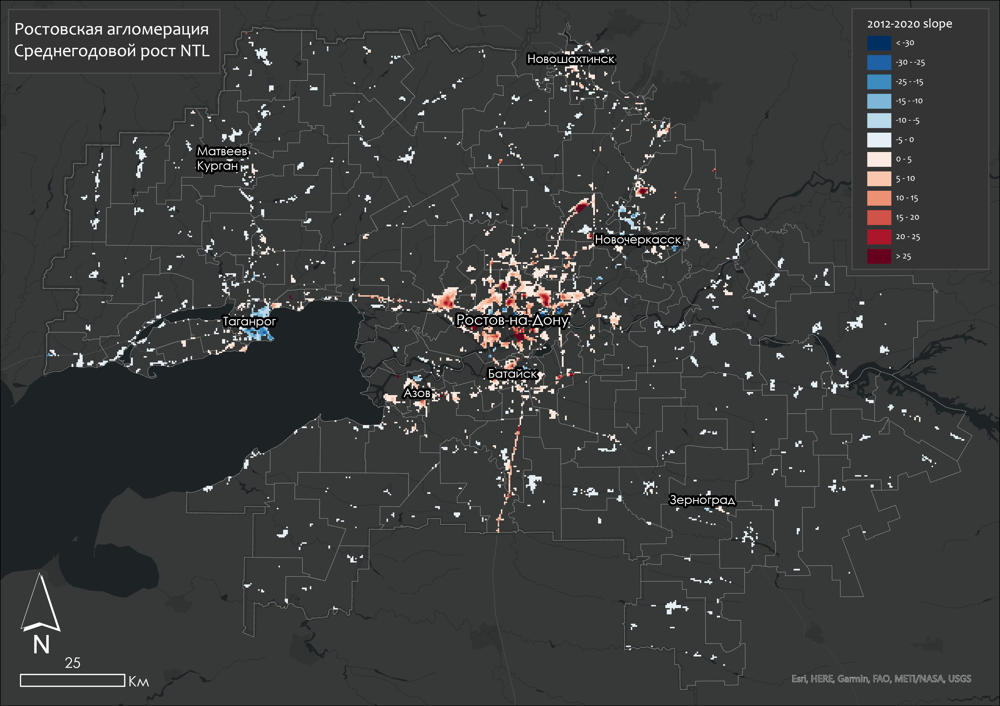 Ростовская агломерация
Среднегодовой рост NTL
2012-2020 slope
< -30
-30 - -25
-25 - -15
-15 - -10
-10 - -5
-5 - 0
0 - 5
5 - 10
10 - 15
15 - 20
20 - 25
> 25
Новошахтинск
Матвеев
Курган
Новочеркасск
Таганрог
Ростов-на-Дону
Батайск
Азов
Зерноград
N
25
Км
Esri, HERE, Garmin, FAO, METI/NASA, USGS